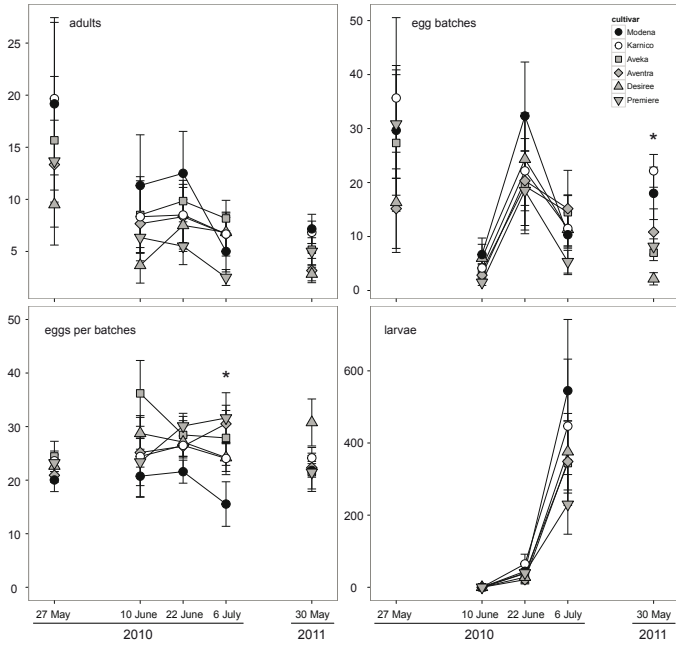 adults
25
20
15
10
5
egg batches
50
40
30
20
10
0
cultivar
Modena
Karnico
Aveka
Aventra
Desiree
Premiere
*
eggs per batches
50
40
30
20
10
0
*
larvae
600
400
200
0
27 May 10 June 22 June 6 July 30 May
2010 2011
27 May 10 June 22 June 6 July 30 May
2010 2011